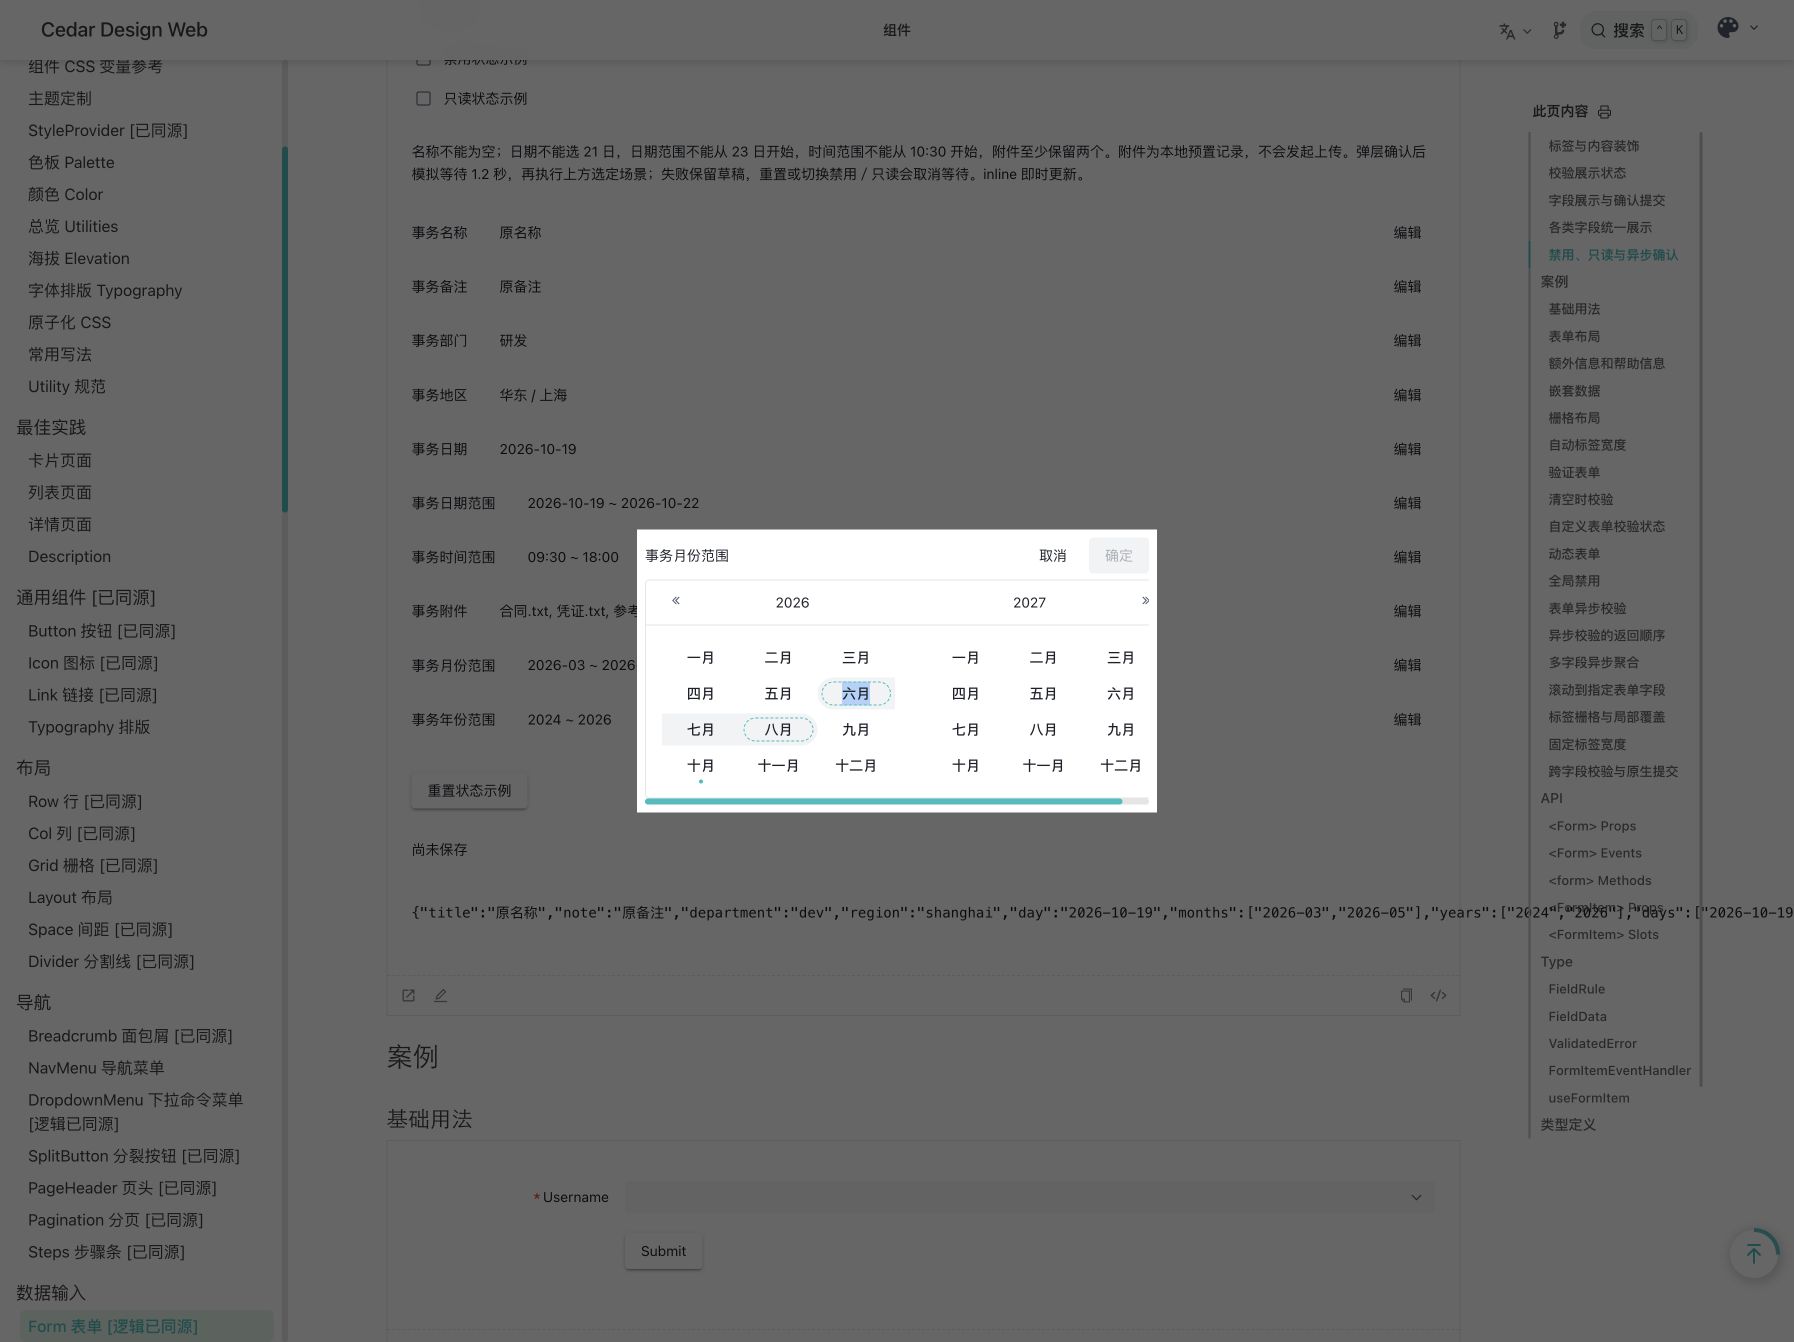 Cedar Design Web
组件
搜索
^
K
组件 CSS 变量参考
主题定制
StyleProvider [已同源]
色板 Palette
颜色 Color
总览 Utilities
海拔 Elevation
字体排版 Typography
原子化 CSS
常用写法
Utility 规范
最佳实践
卡片页面
列表页面
详情页面
Description
通用组件 [已同源]
Button 按钮 [已同源]
Icon 图标 [已同源]
Link 链接 [已同源]
Typography 排版
布局
Row 行 [已同源]
Col 列 [已同源]
Grid 栅格 [已同源]
Layout 布局
Space 间距 [已同源]
Divider 分割线 [已同源]
导航
Breadcrumb 面包屑 [已同源]
NavMenu 导航菜单
DropdownMenu 下拉命令菜单
[逻辑已同源]
SplitButton 分裂按钮 [已同源]
PageHeader 页头 [已同源]
Pagination 分页 [已同源]
Steps 步骤条 [已同源]
数据输入
Form 表单 [逻辑已同源]
禁用状态示例
只读状态示例
名称不能为空；日期不能选 21 日，日期范围不能从 23 日开始，时间范围不能从 10:30 开始，附件至少保留两个。附件为本地预置记录，不会发起上传。弹层确认后
模拟等待 1.2 秒，再执行上方选定场景；失败保留草稿，重置或切换禁用 / 只读会取消等待。inline 即时更新。
事务名称 原名称 编辑
事务备注 原备注 编辑
事务部门 研发 编辑
事务地区 华东 / 上海 编辑
事务日期 2026-10-19 编辑
事务日期范围 2026-10-19 ~ 2026-10-22 编辑
事务时间范围 09:30 ~ 18:00 编辑
事务附件 合同.txt, 凭证.txt, 参考 编辑
事务月份范围 2026-03 ~ 2026 编辑
事务年份范围 2024 ~ 2026 编辑
事务月份范围 取消 确定
« 2026 2027 »
一月 二月 三月 一月 二月 三月
四月 五月 六月 四月 五月 六月
七月 八月 九月 七月 八月 九月
十月 十一月 十二月 十月 十一月 十二月
重置状态示例
尚未保存
{"title":"原名称","note":"原备注","department":"dev","region":"shanghai","day":"2026-10-19","months":["2026-03","2026-05"],"years":["2024","2026"],"days":["2026-10-19
案例
基础用法
*Username
Submit
此页内容
标签与内容装饰
校验展示状态
字段展示与确认提交
各类字段统一展示
禁用、只读与异步确认
案例
基础用法
表单布局
额外信息和帮助信息
嵌套数据
栅格布局
自动标签宽度
验证表单
清空时校验
自定义表单校验状态
动态表单
全局禁用
表单异步校验
异步校验的返回顺序
多字段异步聚合
滚动到指定表单字段
标签栅格与局部覆盖
固定标签宽度
跨字段校验与原生提交
API
<Form> Props
<Form> Events
<form> Methods
<FormItem> Props
<FormItem> Slots
Type
FieldRule
FieldData
ValidatedError
FormItemEventHandler
useFormItem
类型定义